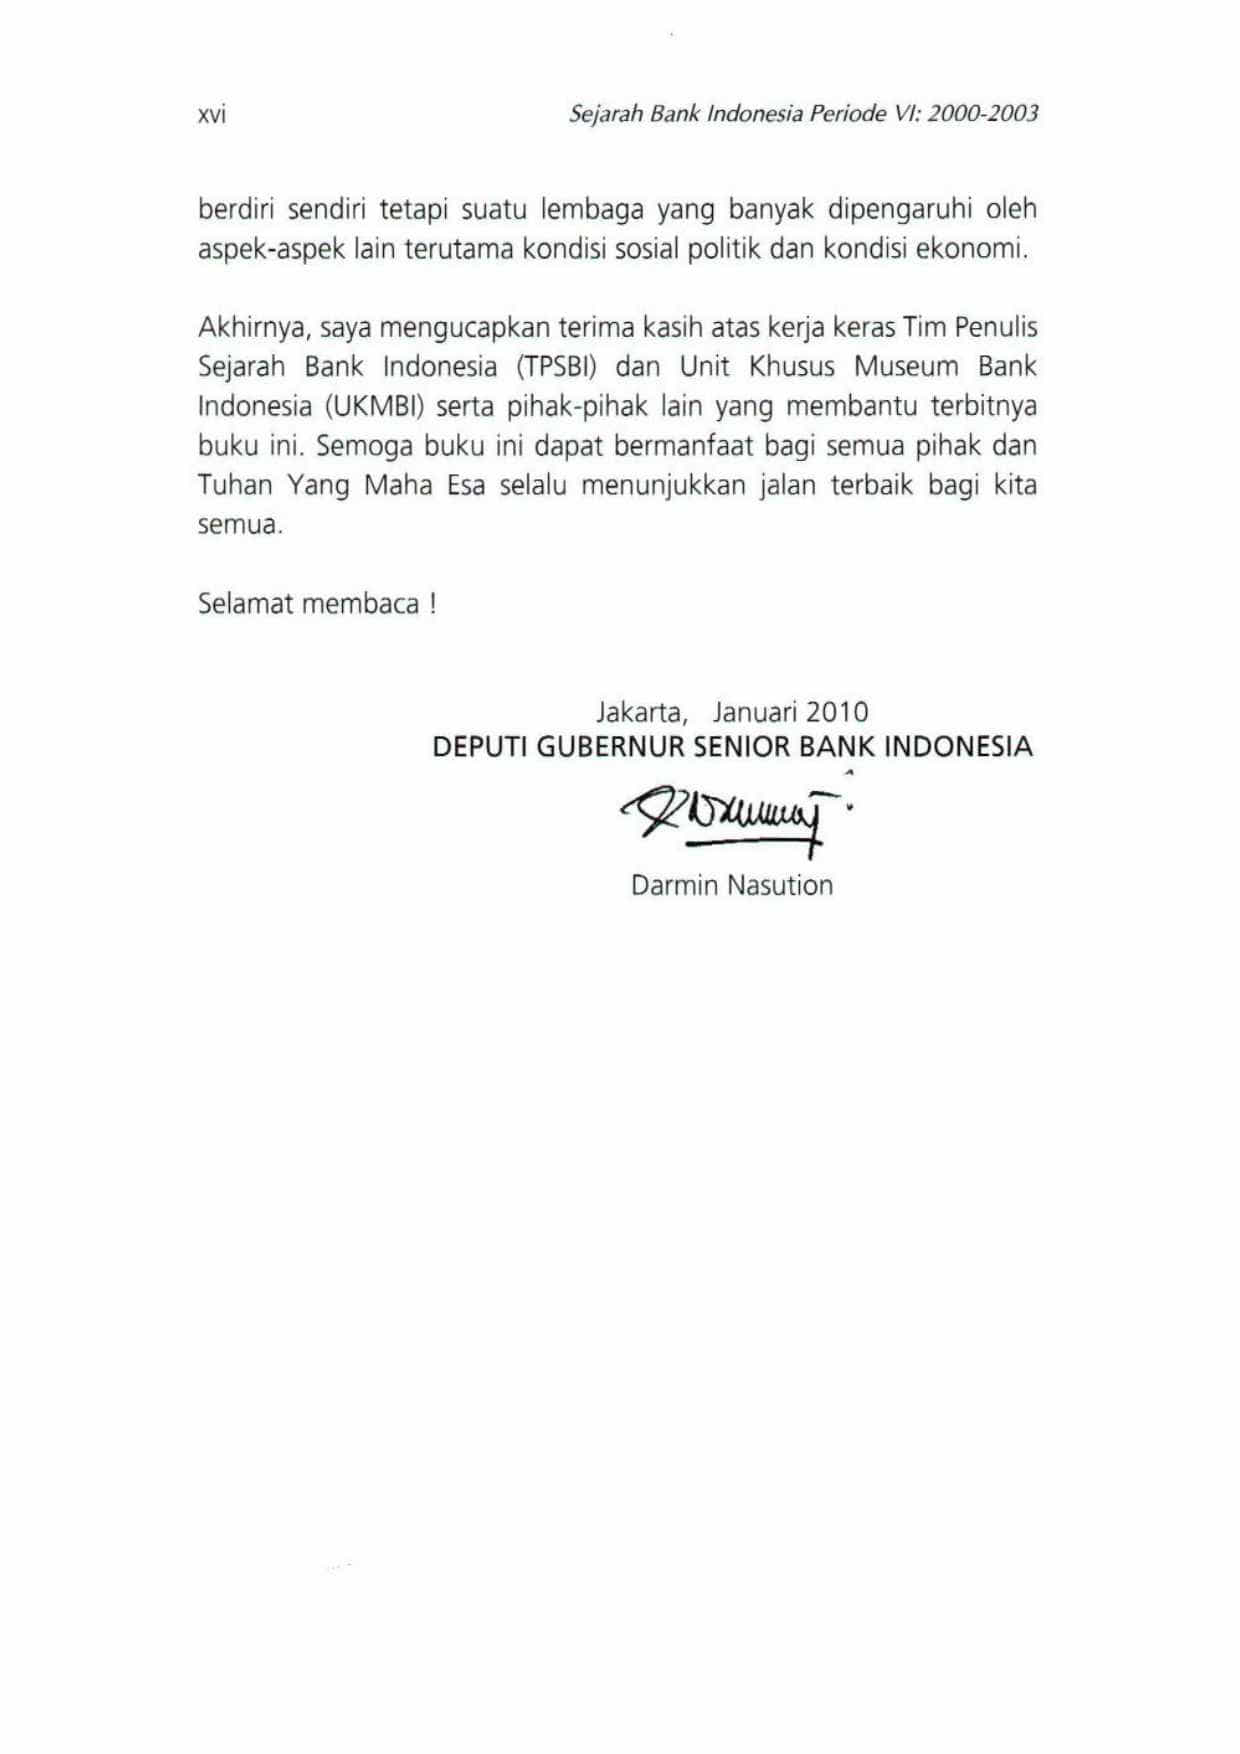 xvi
Sejarah Bank Indonesia Periode VI: 2000-2003
berdiri sendiri tetapi suatu lembaga yang banyak dipengaruhi oleh
aspek-aspek lain terutama kondisi sosial politik dan kondisi ekonomi.
Akhirnya, saya mengucapkan terima kasih atas kerja keras Tim Penulis
Sejarah Bank Indonesia (TPSBI) dan Unit Khusus Museum Bank
Indonesia (UKMBI) serta pihak-pihak lain yang membantu terbitnya
buku ini. Semoga buku ini dapat bermanfaat bagi semua pihak dan
Tuhan Yang Maha Esa selalu menunjukkan jalan terbaik bagi kita
semua.
Selamat membaca !
Jakarta, Januari 2010
DEPUTI GUBERNUR SENIOR BANK INDONESIA
Darmin Nasution